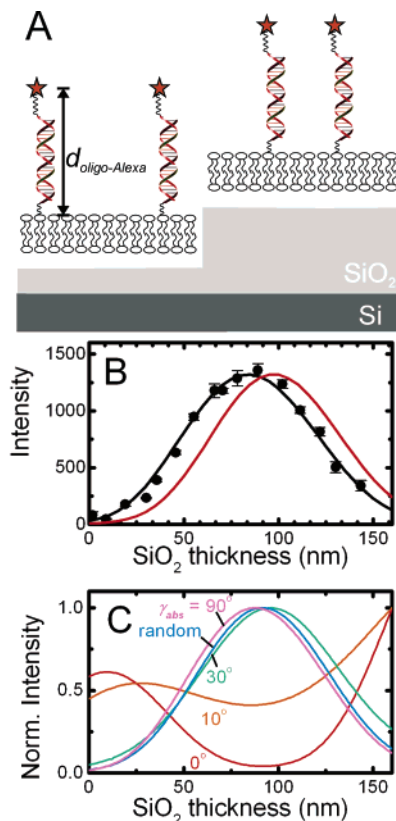 A
d oligo-Alexa
SiO2
Si
B
Intensity
1500
1000
500
0
0 50 100 150
SiO2 thickness (nm)
C
γabs = 90°
random
30°
10°
0°
Norm. Intensity
1.0
0.5
0.0
0 50 100 150
SiO2 thickness (nm)